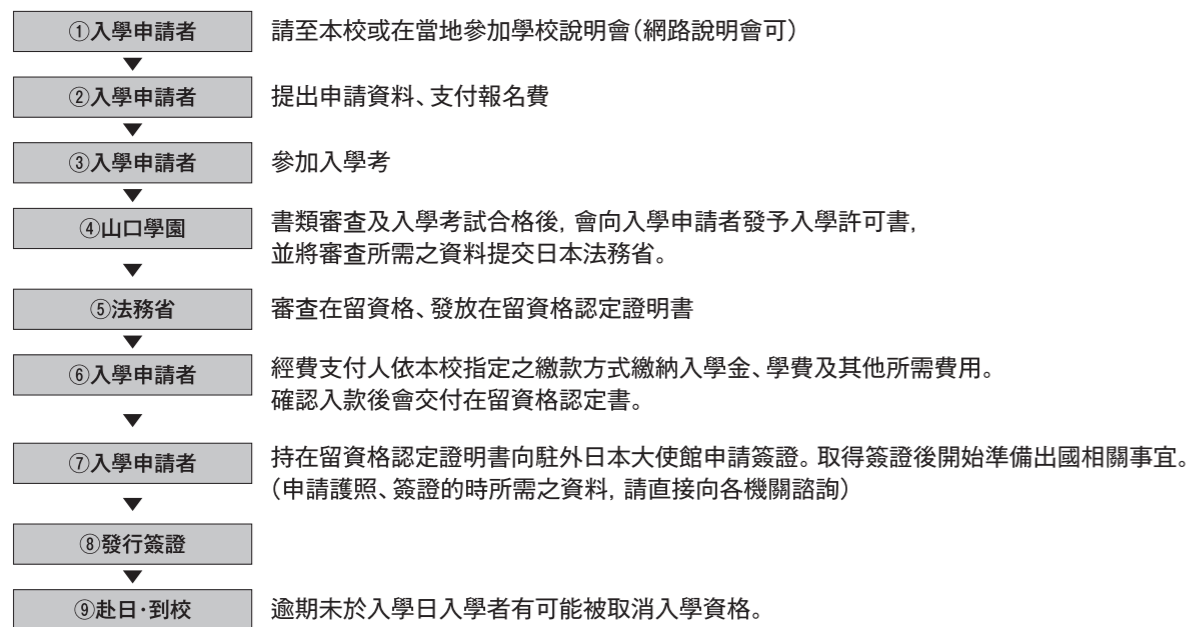 ①入學申請者 請至本校或在當地參加學校說明會(網路說明會可)
▼
②入學申請者 提出申請資料、支付報名費
▼
③入學申請者 參加入學考
▼
④山口學園 書類審查及入學考試合格後, 會向入學申請者發予入學許可書,
並將審查所需之資料提交日本法務省。
▼
⑤法務省 審查在留資格、發放在留資格認定證明書
▼
⑥入學申請者 經費支付人依本校指定之繳款方式繳納入學金、學費及其他所需費用。
確認入款後會交付在留資格認定書。
▼
⑦入學申請者 持在留資格認定證明書向駐外日本大使館申請簽證。取得簽證後開始準備出國相關事宜。
(申請護照、簽證的時所需之資料, 請直接向各機關諮詢)
▼
⑧發行簽證
▼
⑨赴日·到校 逾期未於入學日入學者有可能被取消入學資格。